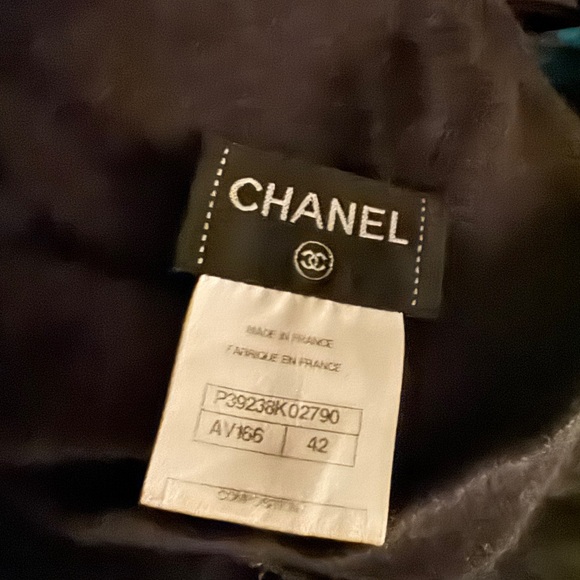 CHANEL
MADE IN FRANCE
FABRIQUE EN FRANCE
P39238K02790
AV166 42